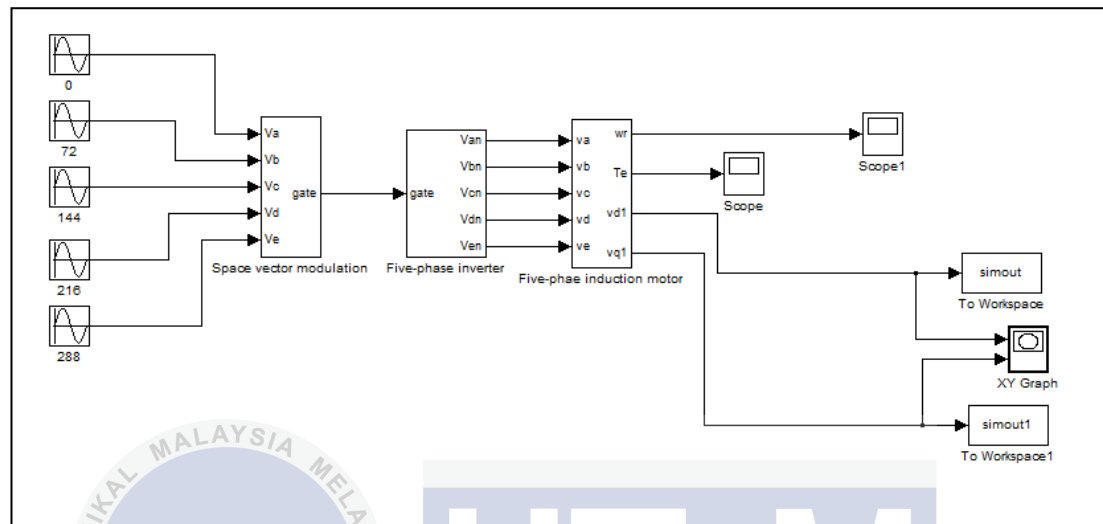 0
72
144
216
288
Va
Vb
Vc
Vd
Ve
gate
Space vector modulation
gate
Van
Vbn
Vcn
Vdn
Ven
Five-phase inverter
va
vb
vc
vd
ve
wr
Te
vd1
vq1
Five-phae induction motor
Scope
Scope1
simout
To Workspace
XY Graph
simout1
To Workspace1
IKAL MALAYSIA MELA